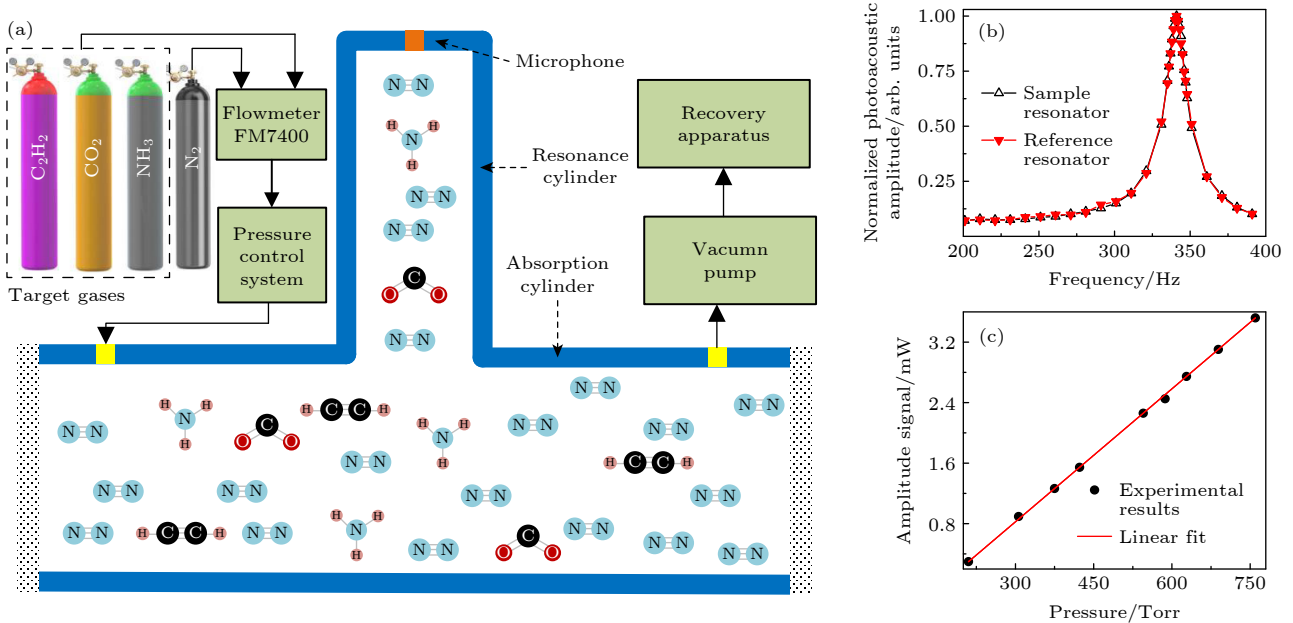 (a)
C₂H₂
CO₂
NH₃
N₂
Target gases
Flowmeter
FM7400
Pressure
control
system
Microphone
Resonance
cylinder
Absorption
cylinder
Recovery
apparatus
Vacumn
pump
N N
H H
N
H
N N
N N
C
O O
N N
N N
N N
H H
N
H
C
O O
H C C H
H H
N
H
N N
N N
N N
H C C H
N N
N N
N N
N N
N N
N N
H C C H
N N
H H
N
H
N N
C
O O
N N
N N
N N
(b)
Normalized photoacoustic
amplitude/arb. units
1.00
0.75
0.50
0.25
Sample
resonator
Reference
resonator
200 250 300 350 400
Frequency/Hz
(c)
Amplitude signal/mW
3.2
2.4
1.6
0.8
Experimental
results
Linear fit
300 450 600 750
Pressure/Torr